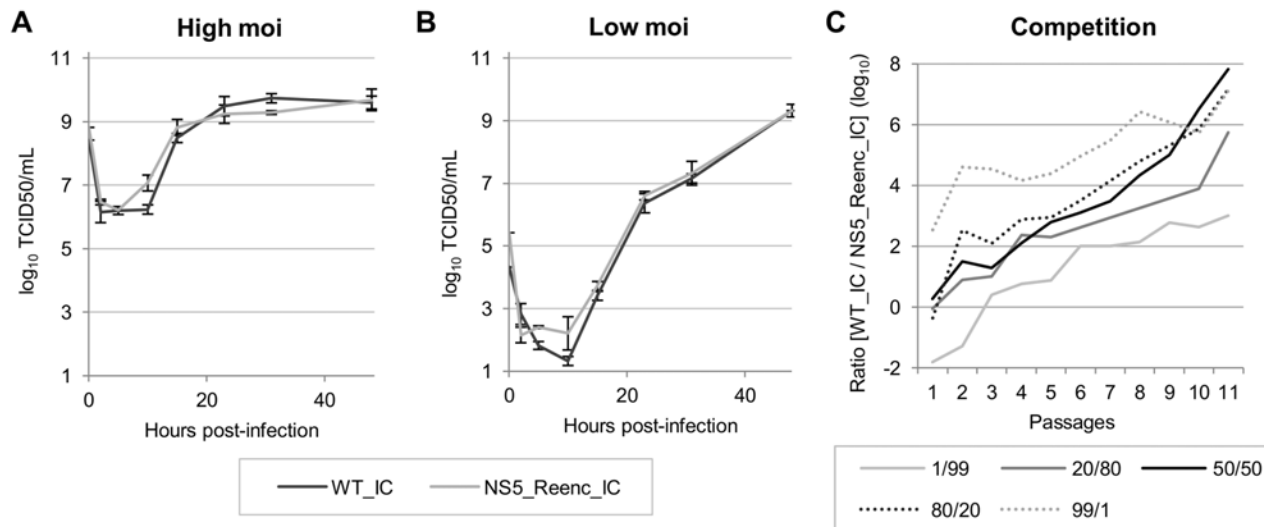 A
High moi
B
Low moi
C
Competition
log₁₀ TCID50/mL
11
9
7
5
3
1
0
20
40
Hours post-infection
log₁₀ TCID50/mL
11
9
7
5
3
1
0
20
40
Hours post-infection
WT_IC
NS5_Reenc_IC
Ratio [WT_IC / NS5_Reenc_IC] (log₁₀)
8
6
4
2
0
-2
1 2 3 4 5 6 7 8 9 10 11
Passages
1/99
20/80
50/50
80/20
99/1